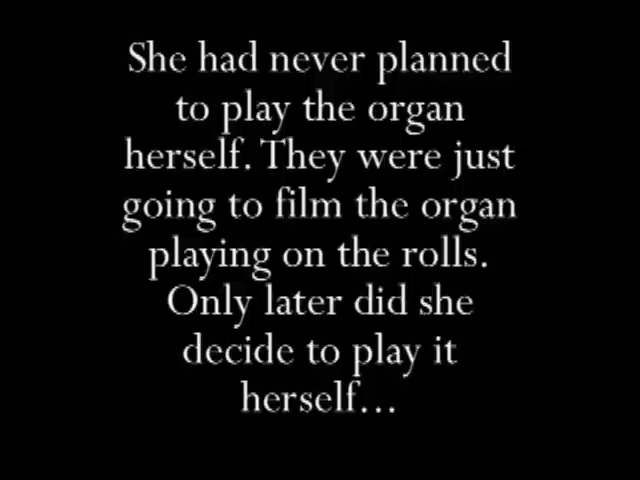 She had never planned
to play the organ
herself. They were just
going to film the organ
playing on the rolls.
Only later did she
decide to play it
herself...